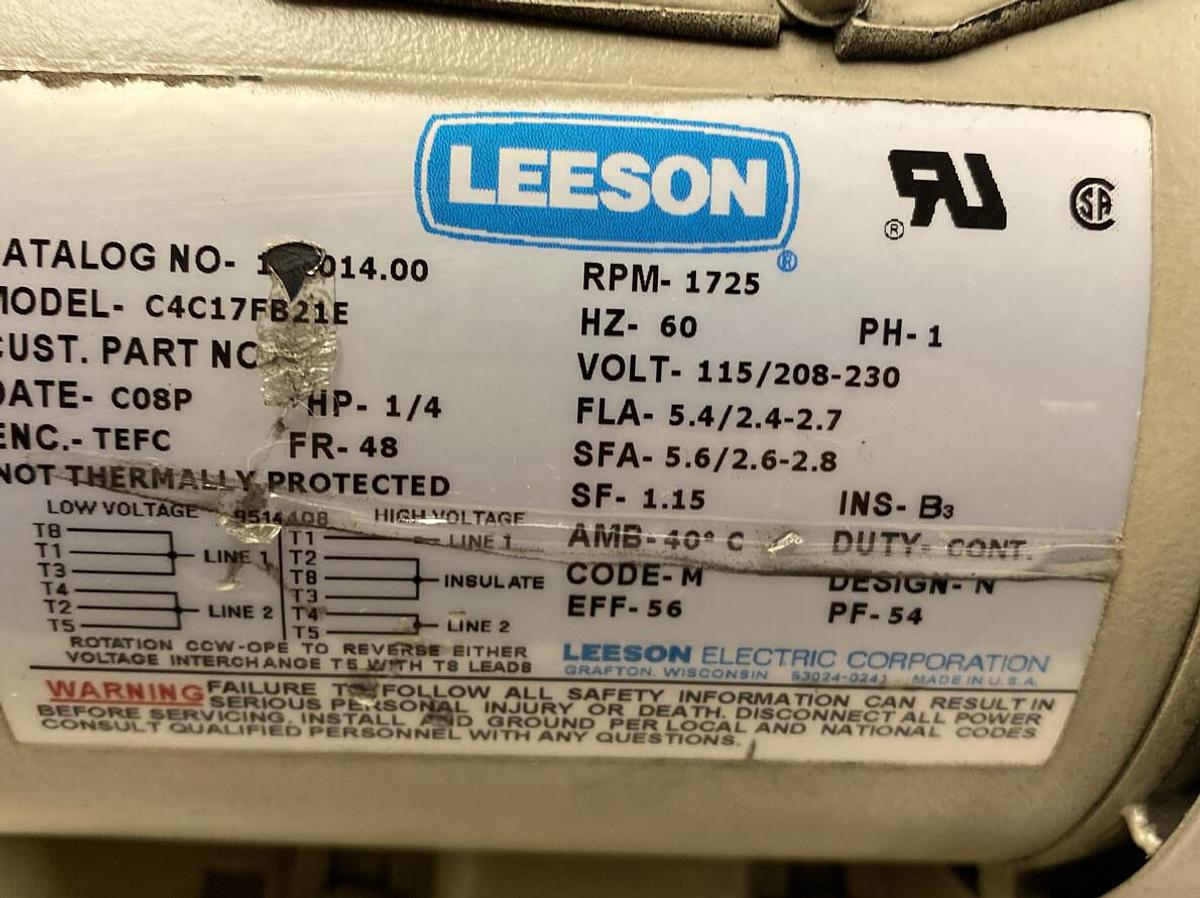 LEESON
®
®
CSA
ATALOG NO- 1 014.00
MODEL- C4C17FB21E
CUST. PART NO
DATE- C08P HP- 1/4
ENC.- TEFC FR- 48
NOT THERMALLY PROTECTED
RPM- 1725
HZ- 60 PH- 1
VOLT- 115/208-230
FLA- 5.4/2.4-2.7
SFA- 5.6/2.6-2.8
SF- 1.15 INS- B3
AMB- 40° C DUTY- CONT.
CODE- M DESIGN- N
EFF- 56 PF- 54
LOW VOLTAGE 9514408 HIGH VOLTAGE
T8
T1 LINE 1
T3
T4
T2 LINE 2
T5
T1 LINE 1
T2
T8 INSULATE
T3
T4 LINE 2
T5
ROTATION CCW-OPE TO REVERSE EITHER
VOLTAGE INTERCHANGE T5 WITH T8 LEADS
LEESON ELECTRIC CORPORATION
GRAFTON, WISCONSIN 53024-0241 MADE IN U.S.A.
WARNING FAILURE TO FOLLOW ALL SAFETY INFORMATION CAN RESULT IN
SERIOUS PERSONAL INJURY OR DEATH. DISCONNECT ALL POWER
BEFORE SERVICING. INSTALL AND GROUND PER LOCAL AND NATIONAL CODES
CONSULT QUALIFIED PERSONNEL WITH ANY QUESTIONS.